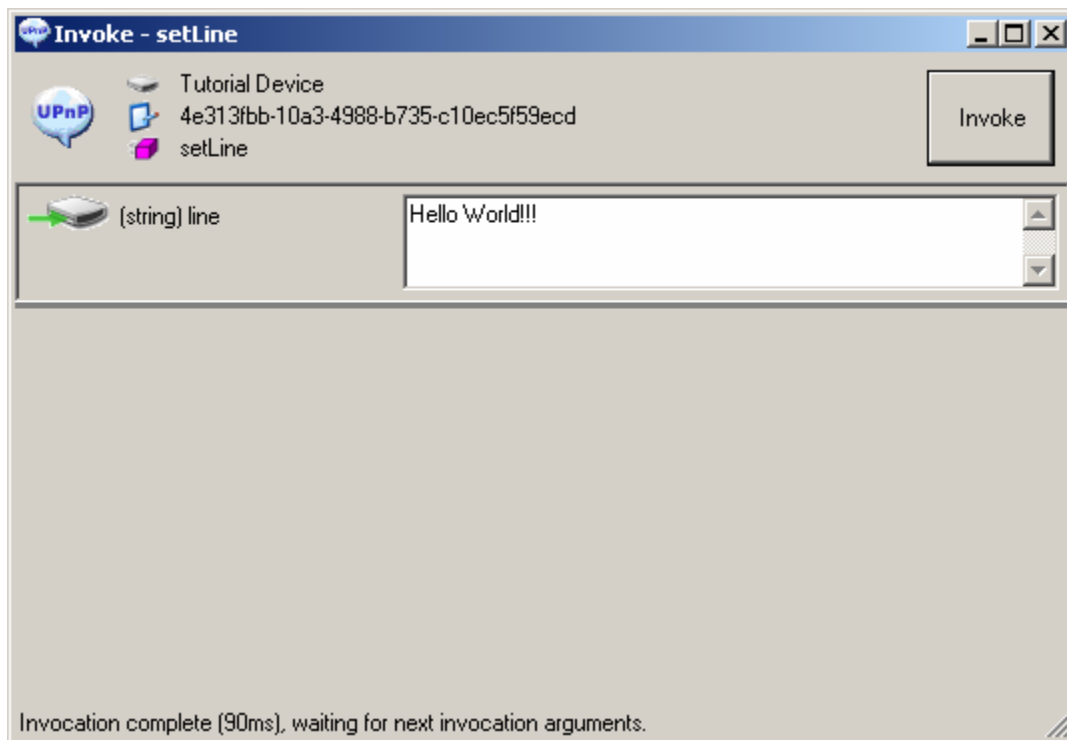 Invoke - setLine
UPnP
Tutorial Device
4e313fbb-10a3-4988-b735-c10ec5f59ecd
setLine
Invoke
(string) line
Hello World!!!
Invocation complete (90ms), waiting for next invocation arguments.